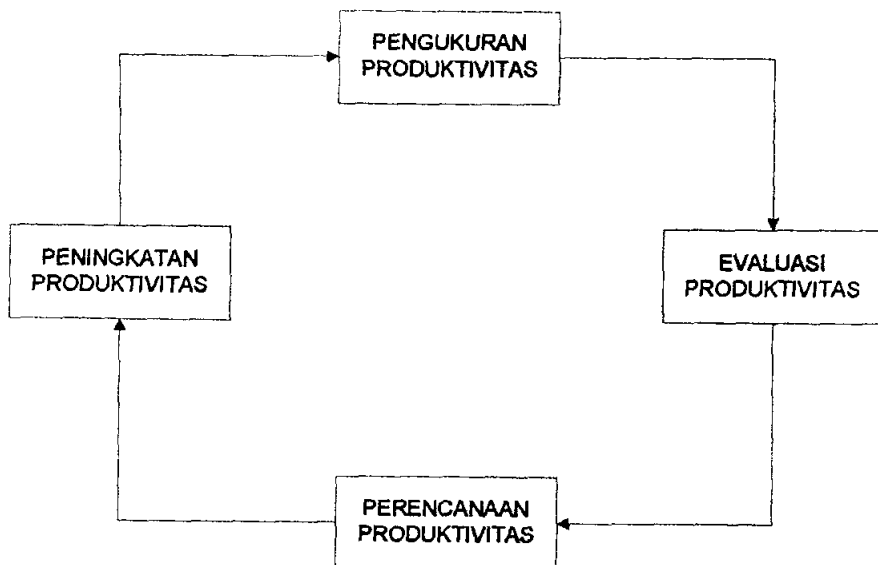 PENGUKURAN
PRODUKTIVITAS
PENINGKATAN
PRODUKTIVITAS
EVALUASI
PRODUKTIVITAS
PERENCANAAN
PRODUKTIVITAS